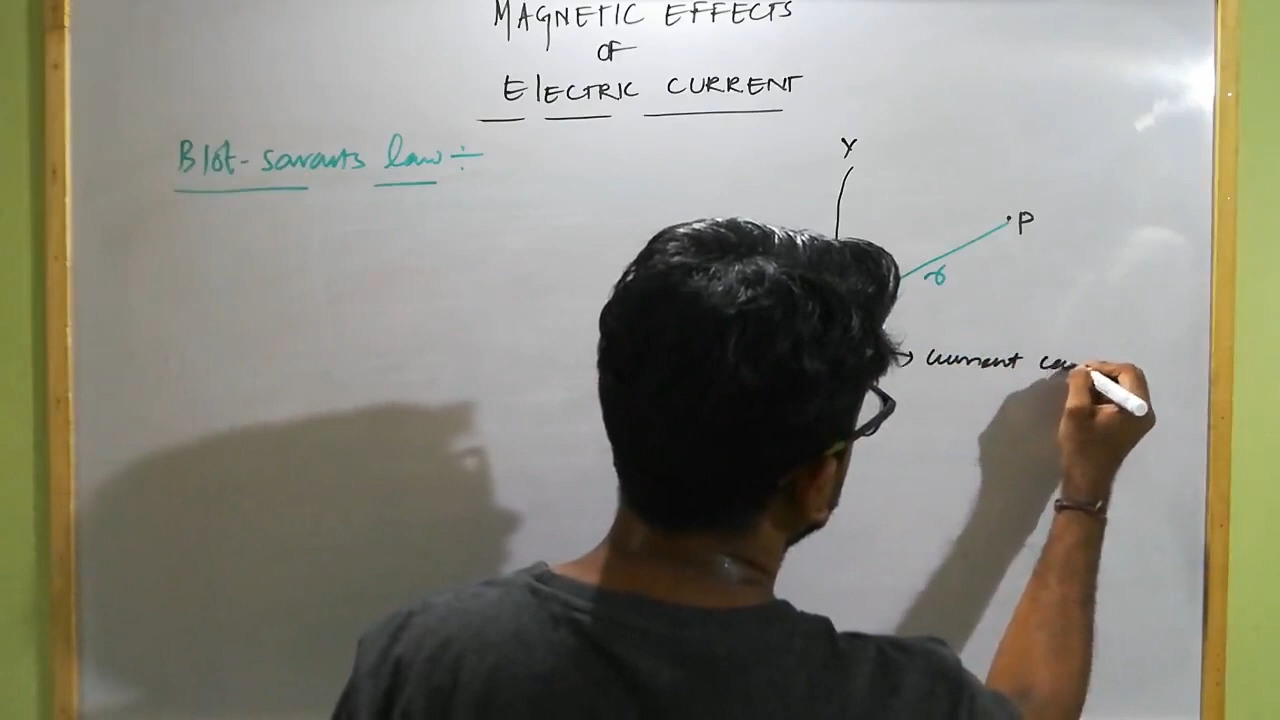 MAGNETIC EFFECTS
OF
ElECTRIC CURRENT
BIot-savarts law÷
Y
P
r
→ current